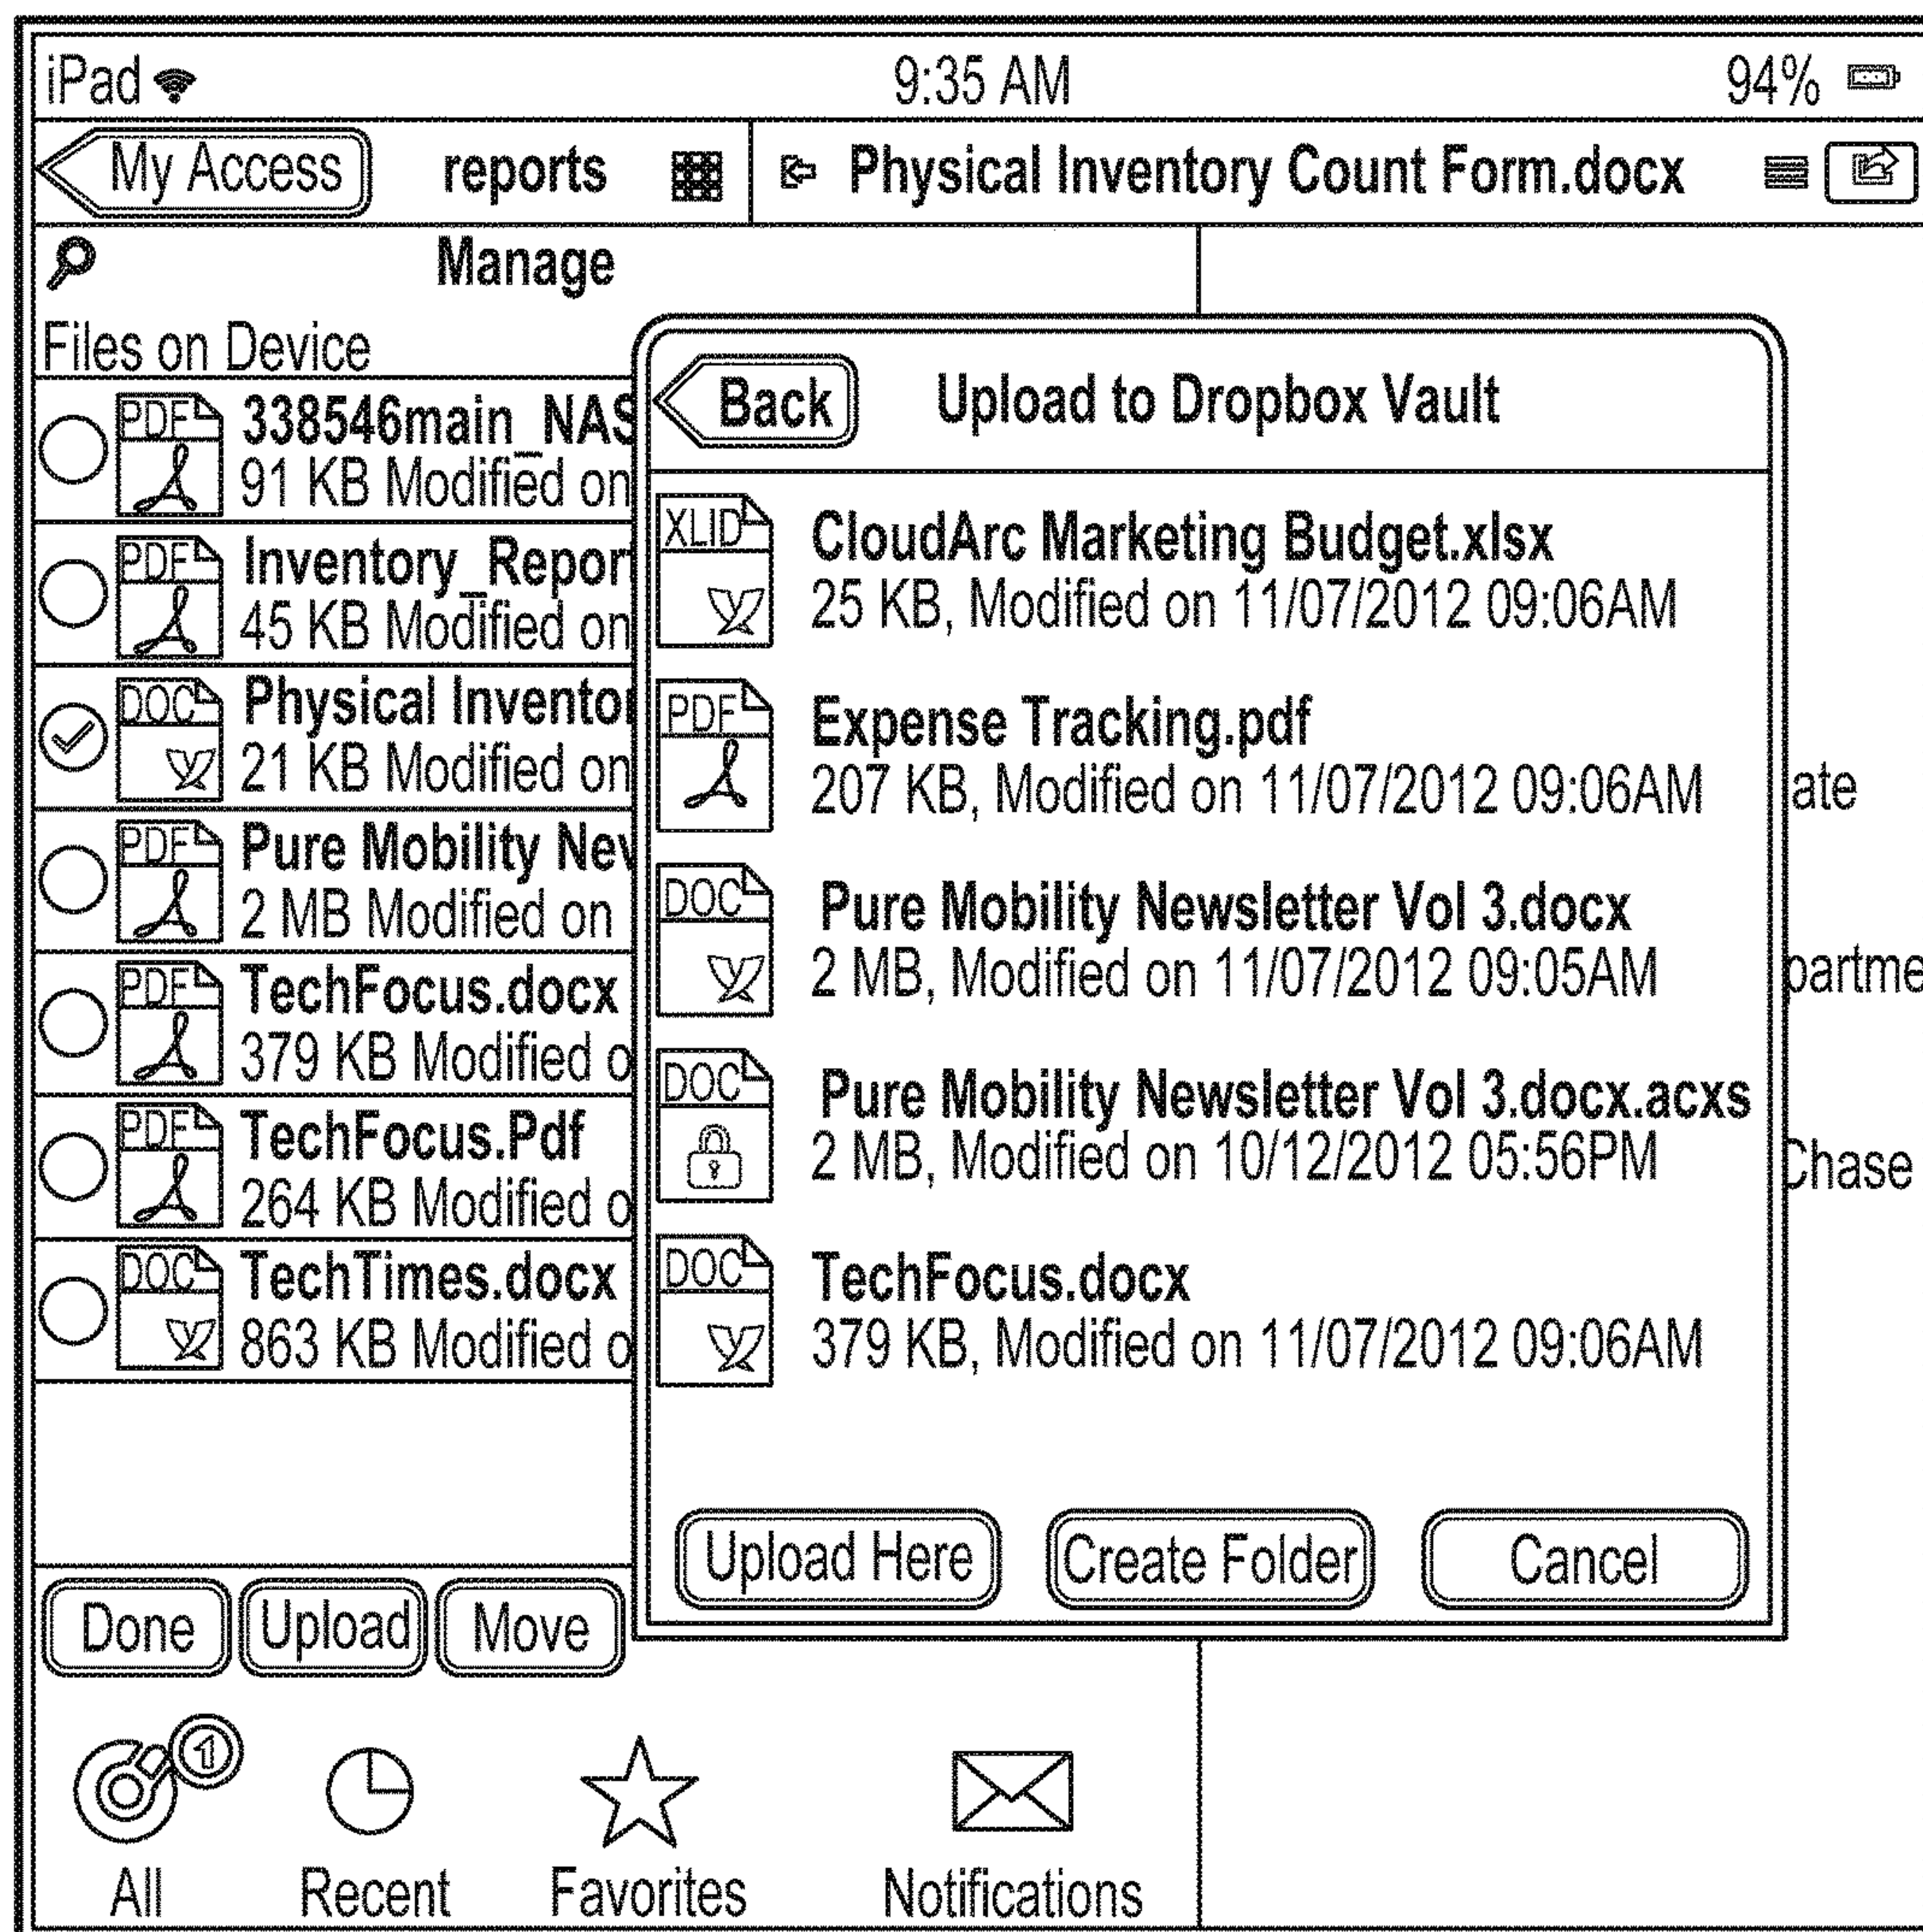 iPad 9:35 AM 94%
My Access reports Physical Inventory Count Form.docx
Manage
Files on Device
PDF 338546main_NAS
91 KB Modified on
PDF Inventory_Repor
45 KB Modified on
DOC Physical Inventor
21 KB Modified on
PDF Pure Mobility New
2 MB Modified on
PDF TechFocus.docx
379 KB Modified o
PDF TechFocus.Pdf
264 KB Modified o
DOC TechTimes.docx
863 KB Modified o
Done Upload Move
Back Upload to Dropbox Vault
XLID CloudArc Marketing Budget.xlsx
25 KB, Modified on 11/07/2012 09:06AM
PDF Expense Tracking.pdf
207 KB, Modified on 11/07/2012 09:06AM
DOC Pure Mobility Newsletter Vol 3.docx
2 MB, Modified on 11/07/2012 09:05AM
DOC Pure Mobility Newsletter Vol 3.docx.acxs
2 MB, Modified on 10/12/2012 05:56PM
DOC TechFocus.docx
379 KB, Modified on 11/07/2012 09:06AM
Upload Here Create Folder Cancel
ate
partme
Chase
1
All Recent Favorites Notifications